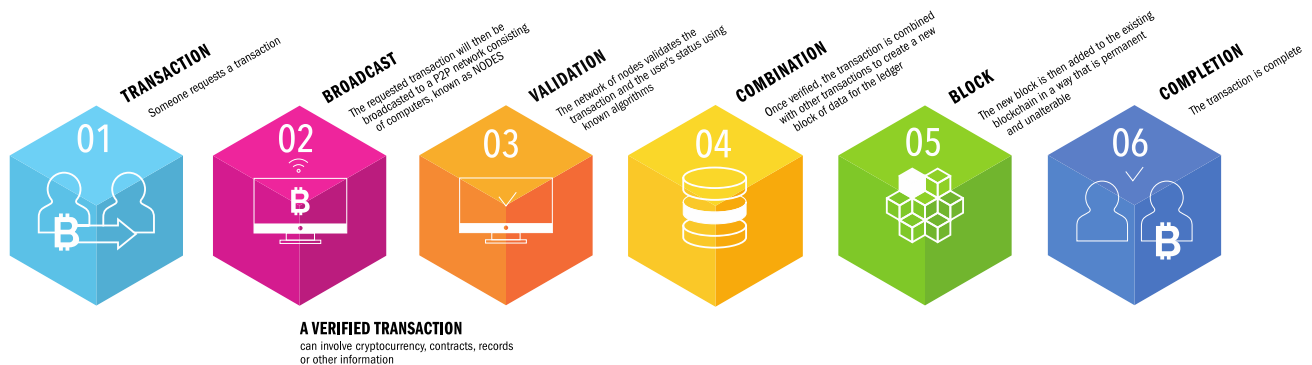 01
TRANSACTION
Someone requests a transaction
02
BROADCAST
The requested transaction will then be
broadcasted to a P2P network consisting
of computers, known as NODES
03
VALIDATION
The network of nodes validates the
transaction and the user's status using
known algorithms
04
COMBINATION
Once verified, the transaction is combined
with other transactions to create a new
block of data for the ledger
05
BLOCK
The new block is then added to the existing
blockchain in a way that is permanent
and unalterable
06
COMPLETION
The transaction is complete
A VERIFIED TRANSACTION
can involve cryptocurrency, contracts, records
or other information